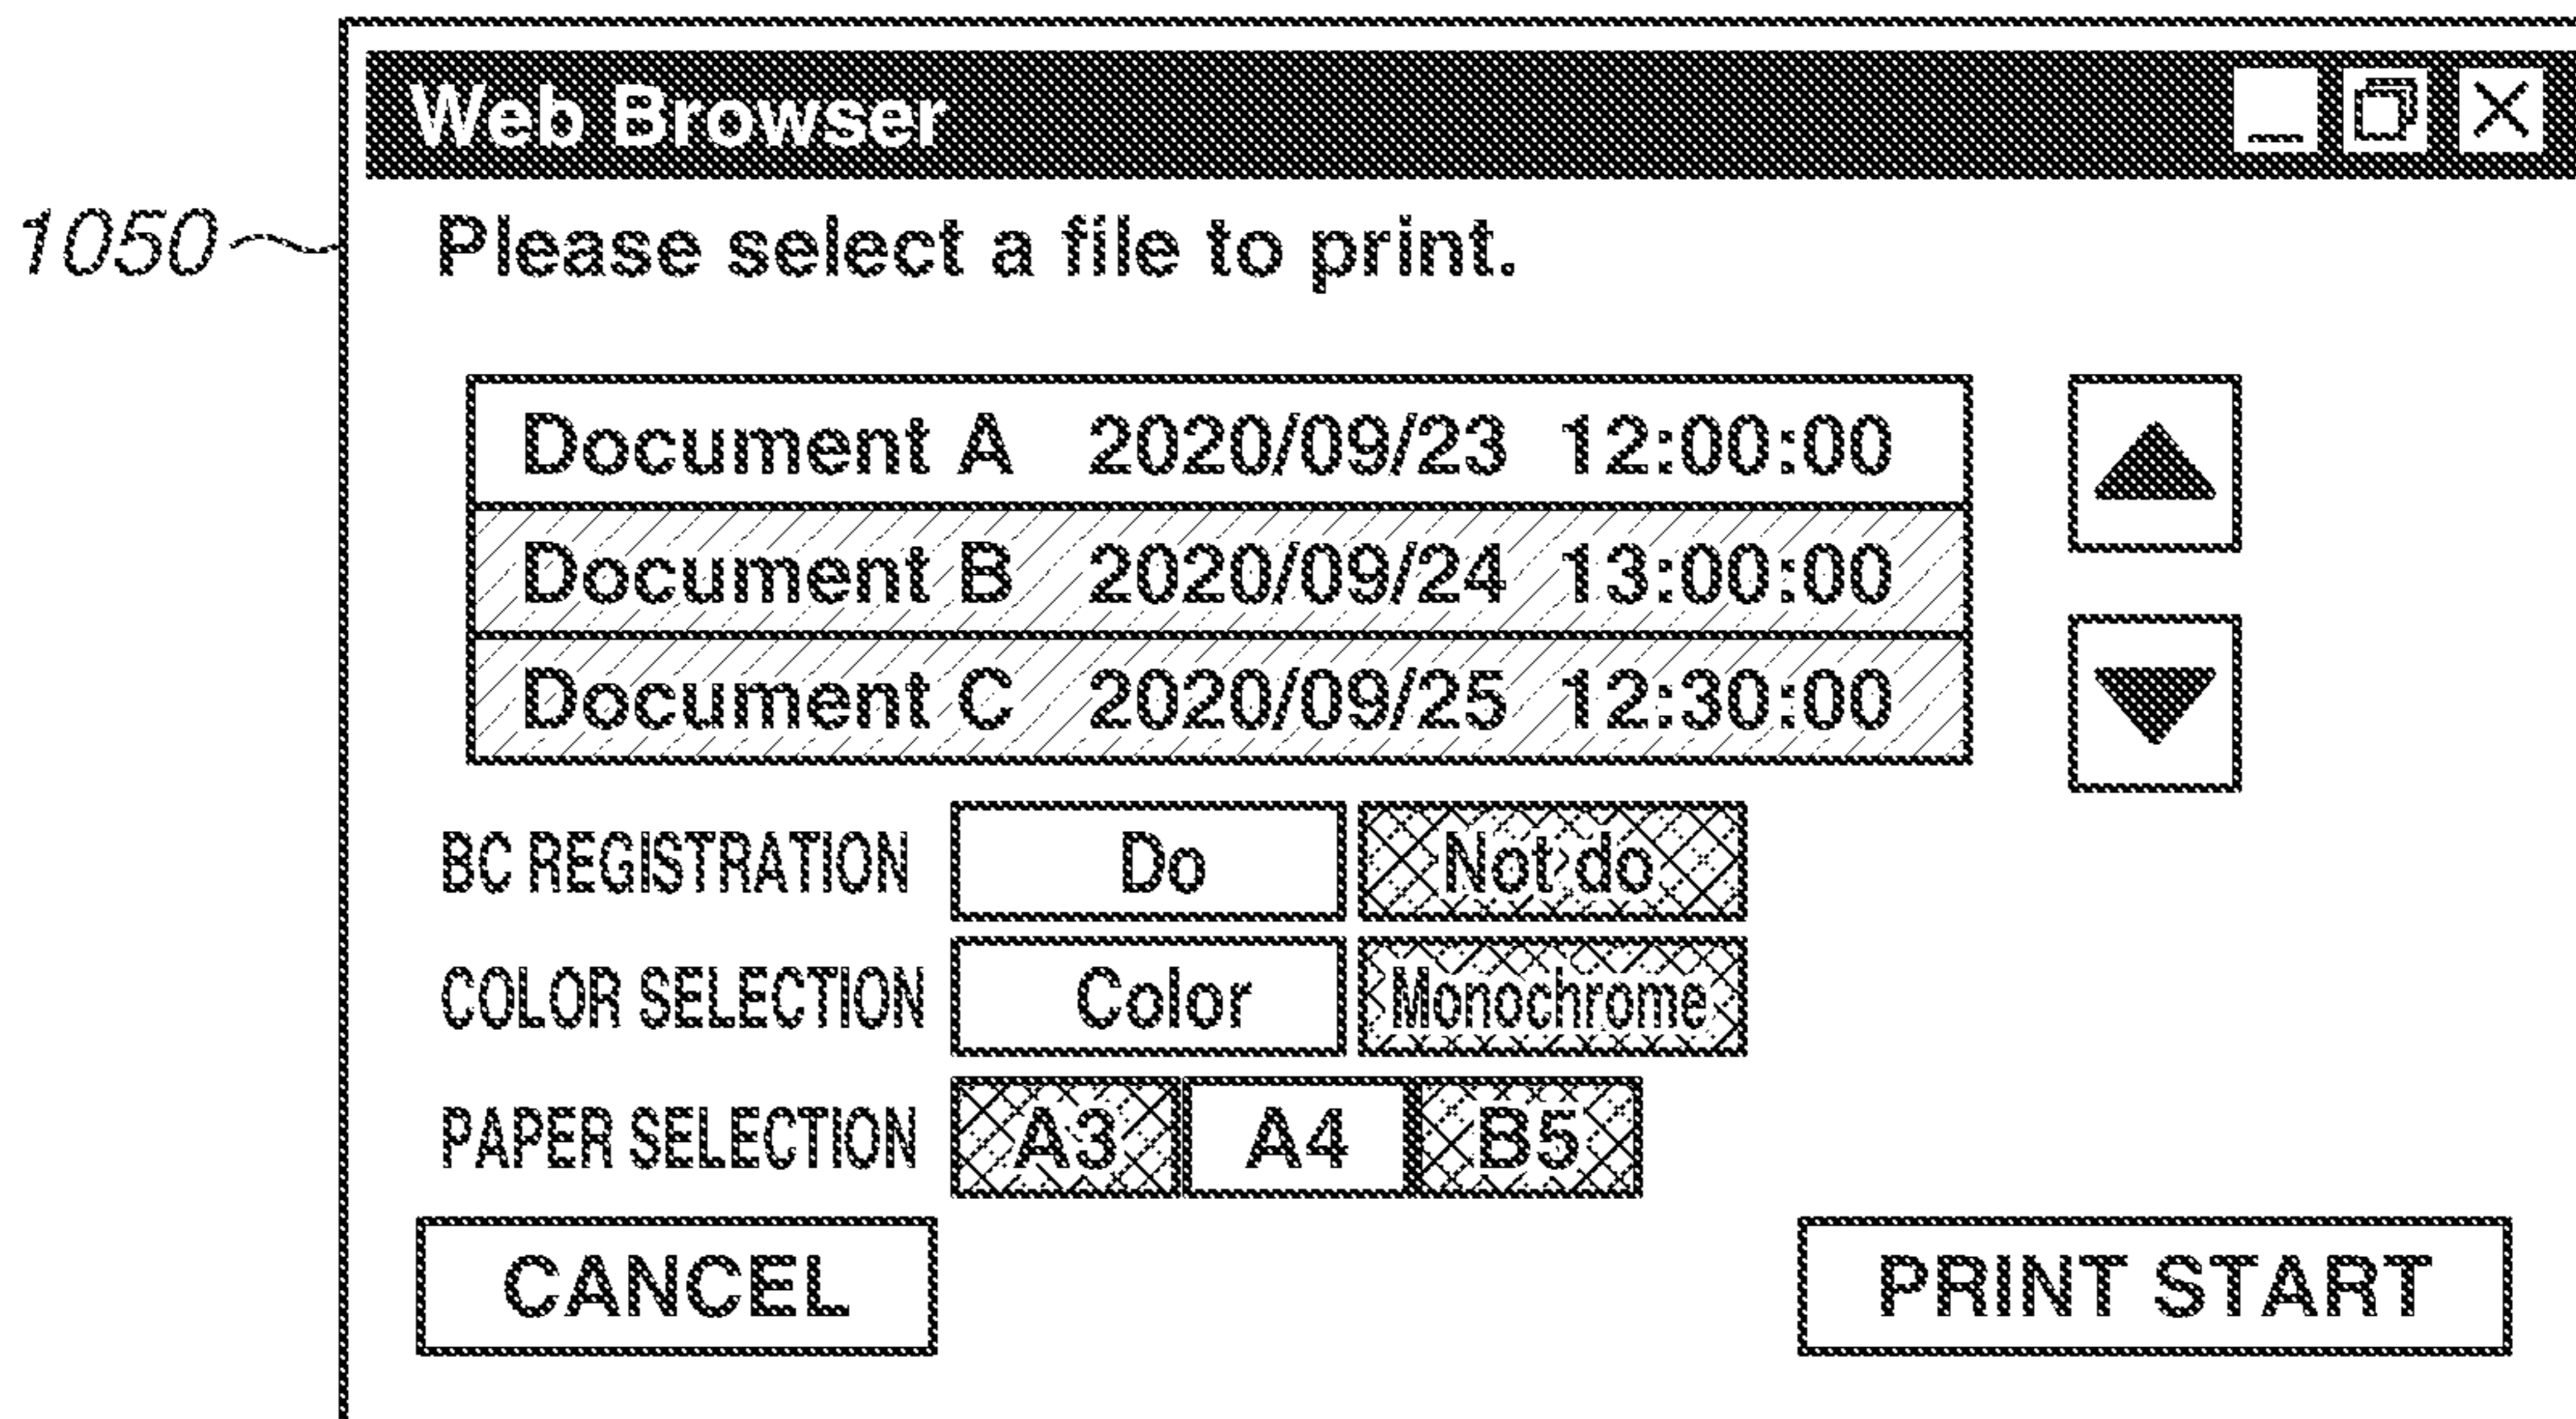 Web Browser
1050
Please select a file to print.
Document A 2020/09/23 12:00:00
Document B 2020/09/24 13:00:00
Document C 2020/09/25 12:30:00
BC REGISTRATION Do Not do
COLOR SELECTION Color Monochrome
PAPER SELECTION A3 A4 B5
CANCEL PRINT START